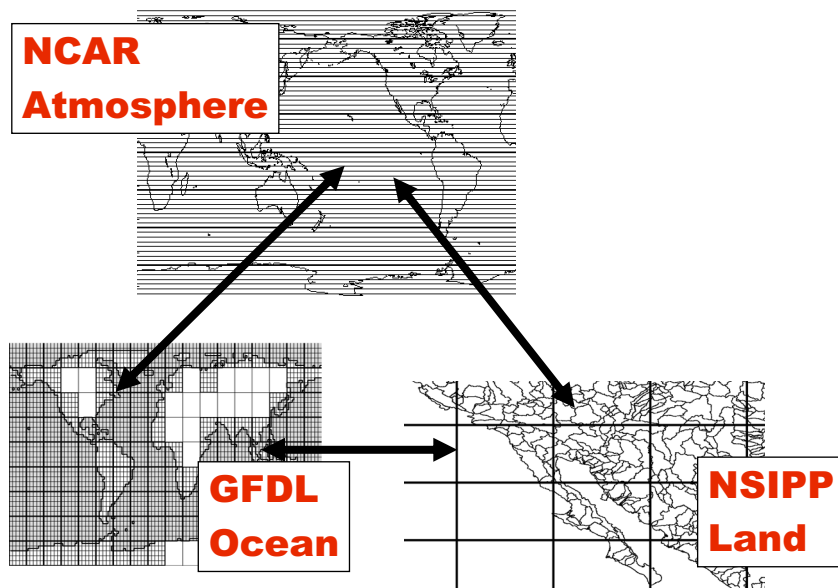 NCAR
Atmosphere
GFDL
Ocean
NSIPP
Land